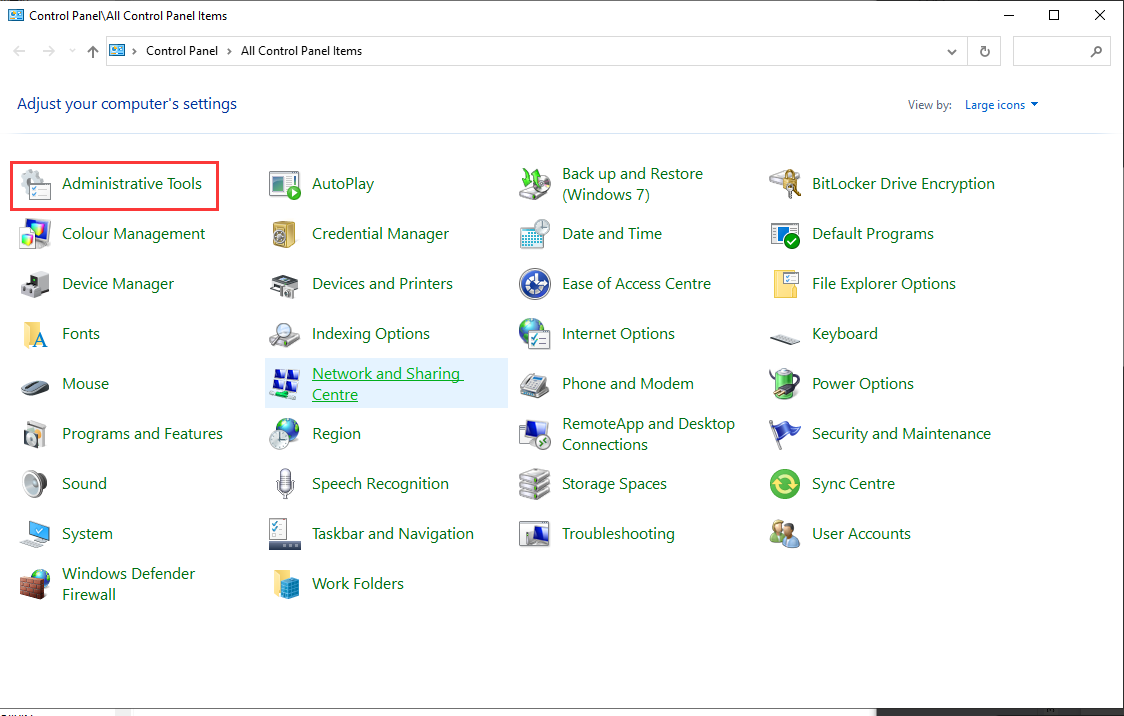 Control Panel\All Control Panel Items
Control Panel > All Control Panel Items
Adjust your computer's settings
View by: Large icons
Administrative Tools
AutoPlay
Back up and Restore
(Windows 7)
BitLocker Drive Encryption
Colour Management
Credential Manager
Date and Time
Default Programs
Device Manager
Devices and Printers
Ease of Access Centre
File Explorer Options
Fonts
Indexing Options
Internet Options
Keyboard
Mouse
Network and Sharing
Centre
Phone and Modem
Power Options
Programs and Features
Region
RemoteApp and Desktop
Connections
Security and Maintenance
Sound
Speech Recognition
Storage Spaces
Sync Centre
System
Taskbar and Navigation
Troubleshooting
User Accounts
Windows Defender
Firewall
Work Folders